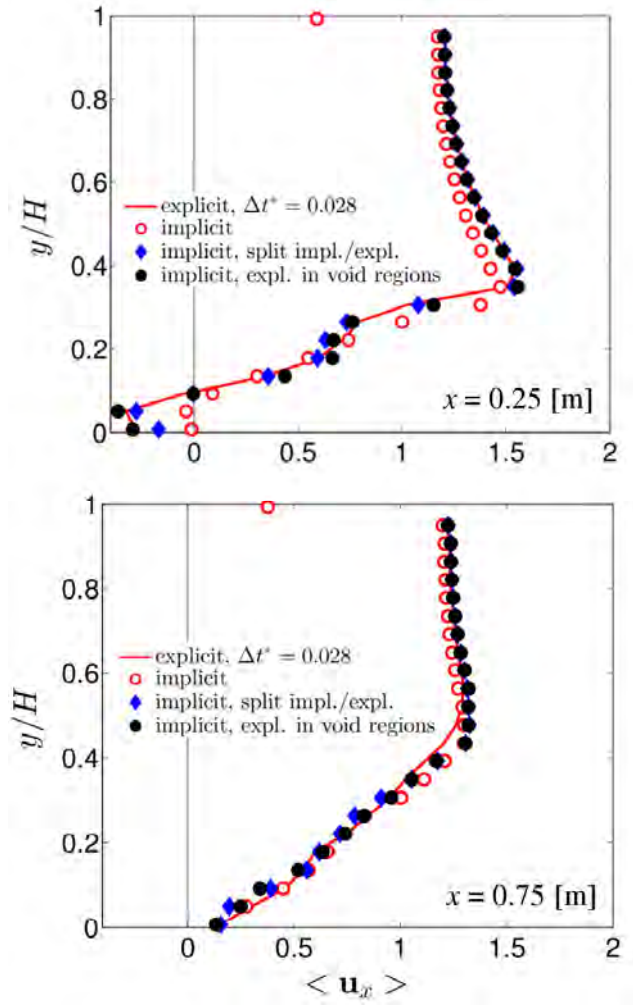 1
0.8
0.6
0.4
0.2
0
y/H
explicit, Δt* = 0.028
implicit
implicit, split impl./expl.
implicit, expl. in void regions
x = 0.25 [m]
0 0.5 1 1.5 2
1
0.8
0.6
0.4
0.2
0
y/H
explicit, Δt* = 0.028
implicit
implicit, split impl./expl.
implicit, expl. in void regions
x = 0.75 [m]
0 0.5 1 1.5 2
< u_x >